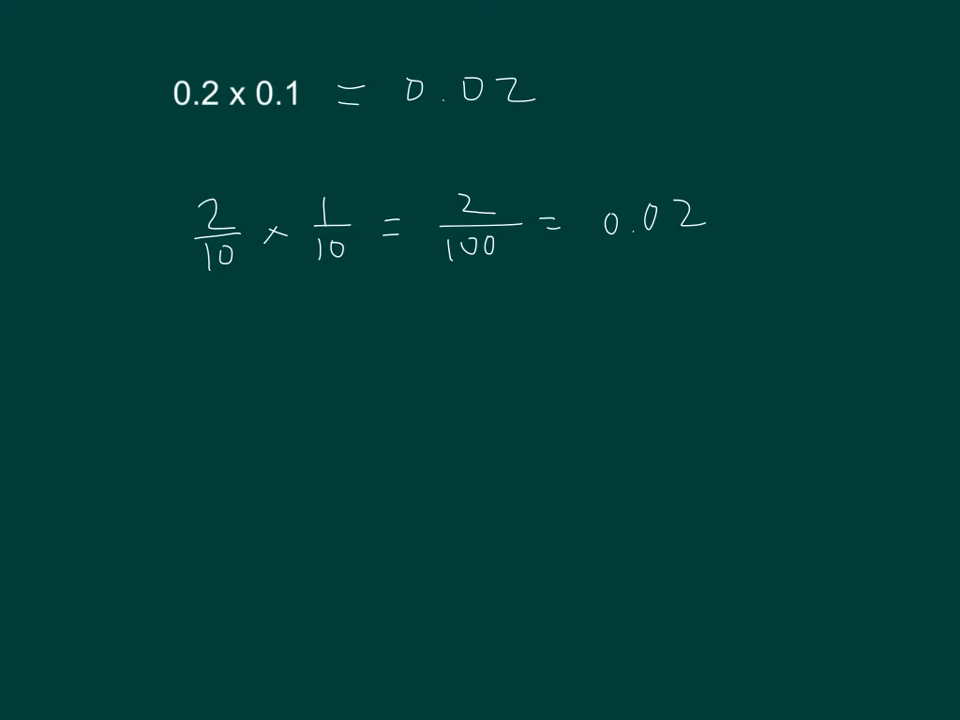 0.2 x 0.1 = 0.02
2/10 × 1/10 = 2/100 = 0.02